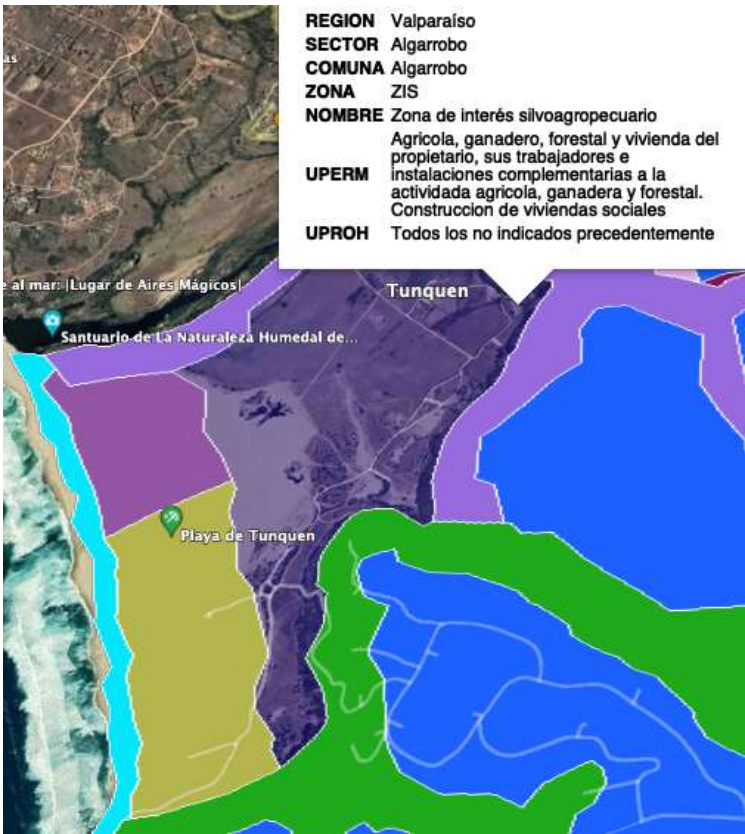 REGION Valparaíso
SECTOR Algarrobo
COMUNA Algarrobo
ZONA ZIS
NOMBRE Zona de interés silvoagropecuario
UPERM Agricola, ganadero, forestal y vivienda del
propietario, sus trabajadores e
instalaciones complementarias a la
actividada agricola, ganadera y forestal.
Construccion de viviendas sociales
UPROH Todos los no indicados precedentemente
as
e al mar: |Lugar de Aires Mágicos|
Tunquen
Santuario de La Naturaleza Humedal de...
Playa de Tunquen